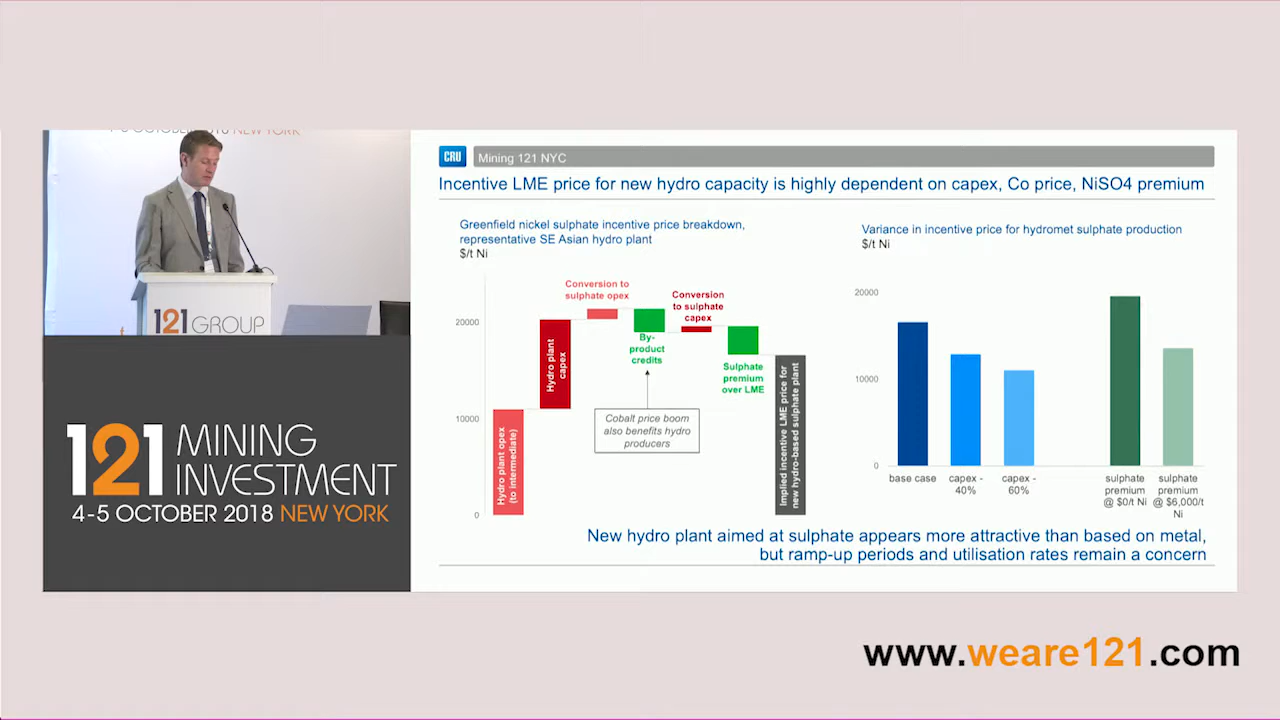 4-5 OCTOBER 2018 NEW YORK
121 GROUP
121 MINING
INVESTMENT
4-5 OCTOBER 2018 NEW YORK
CRU
Mining 121 NYC
Incentive LME price for new hydro capacity is highly dependent on capex, Co price, NiSO4 premium
Greenfield nickel sulphate incentive price breakdown,
representative SE Asian hydro plant
$/t Ni
20000
10000
0
Hydro plant opex
(to intermediate)
Hydro plant
capex
Conversion to
sulphate opex
By-
product
credits
Cobalt price boom
also benefits hydro
producers
Conversion
to sulphate
capex
Sulphate
premium
over LME
Implied incentive LME price for
new hydro-based sulphate plant
Variance in incentive price for hydromet sulphate production
$/t Ni
20000
10000
0
base case
capex -
40%
capex -
60%
sulphate
premium
@ $0/t Ni
sulphate
premium
@ $6,000/t
Ni
New hydro plant aimed at sulphate appears more attractive than based on metal,
but ramp-up periods and utilisation rates remain a concern
www.weare121.com